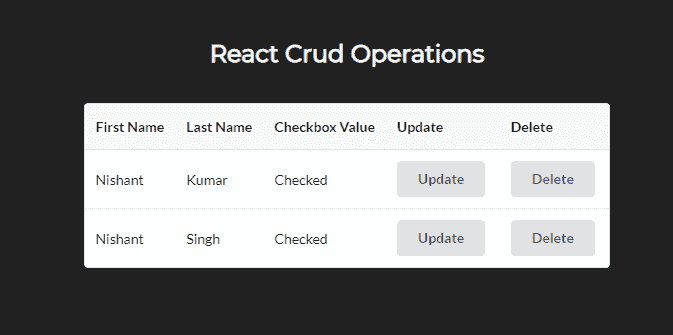 React Crud Operations
First Name Last Name Checkbox Value Update Delete
Nishant Kumar Checked Update Delete
Nishant Singh Checked Update Delete